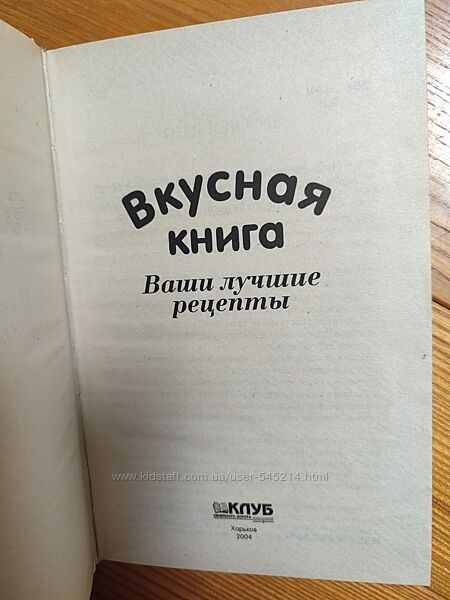 Вкусная
книга
Ваши лучшие
рецепты
www.kidstaff.com.ua/user-545214.html
КЛУБ
Харьков
2004